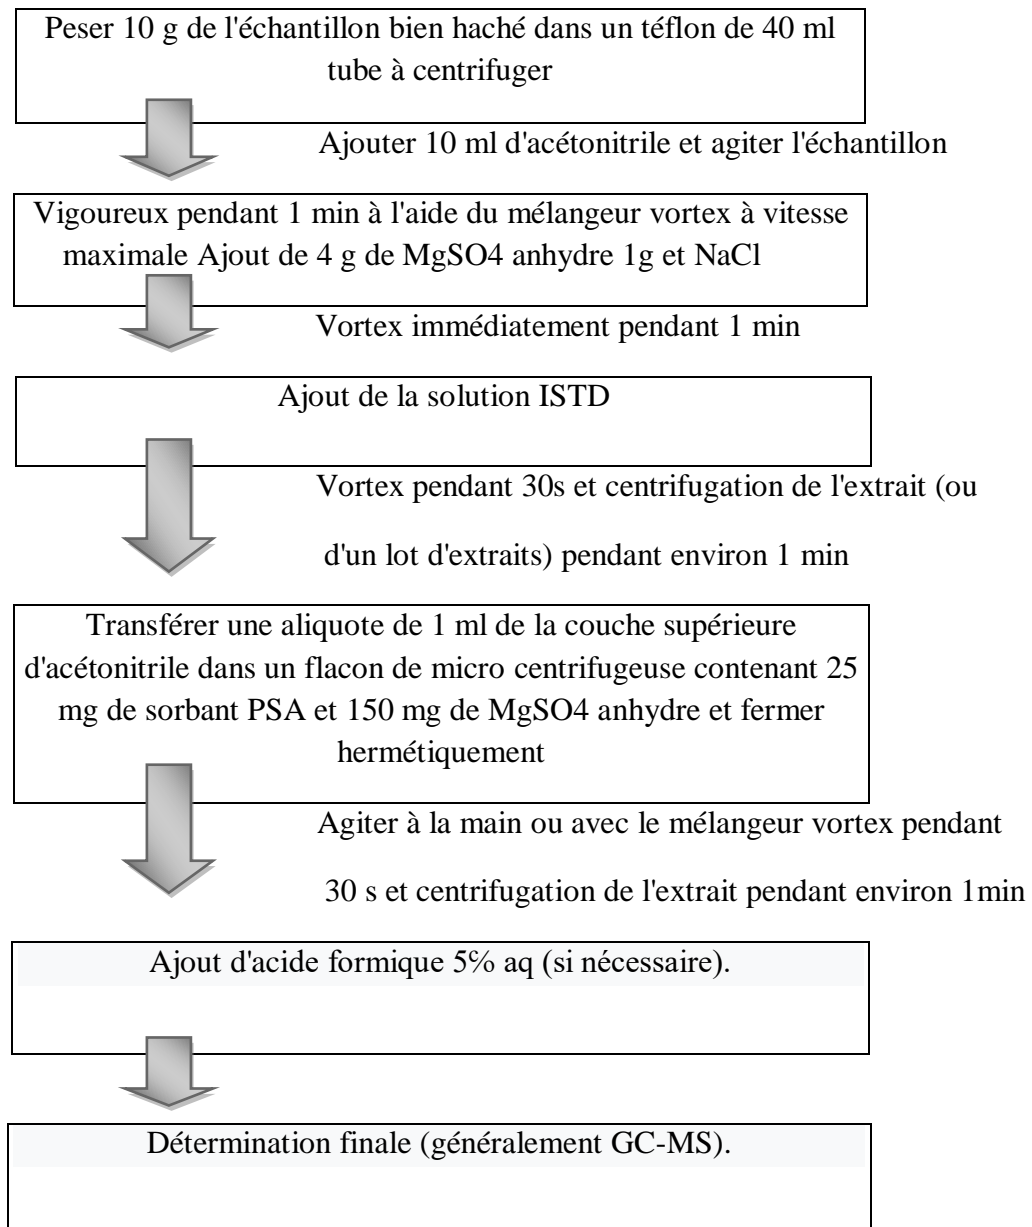 Peser 10 g de l'échantillon bien haché dans un téflon de 40 ml
tube à centrifuger
Ajouter 10 ml d'acétonitrile et agiter l'échantillon
Vigoureux pendant 1 min à l'aide du mélangeur vortex à vitesse
maximale Ajout de 4 g de MgSO4 anhydre 1g et NaCl
Vortex immédiatement pendant 1 min
Ajout de la solution ISTD
Vortex pendant 30s et centrifugation de l'extrait (ou
d'un lot d'extraits) pendant environ 1 min
Transférer une aliquote de 1 ml de la couche supérieure
d'acétonitrile dans un flacon de micro centrifugeuse contenant 25
mg de sorbant PSA et 150 mg de MgSO4 anhydre et fermer
hermétiquement
Agiter à la main ou avec le mélangeur vortex pendant
30 s et centrifugation de l'extrait pendant environ 1min
Ajout d'acide formique 5℅ aq (si nécessaire).
Détermination finale (généralement GC-MS).